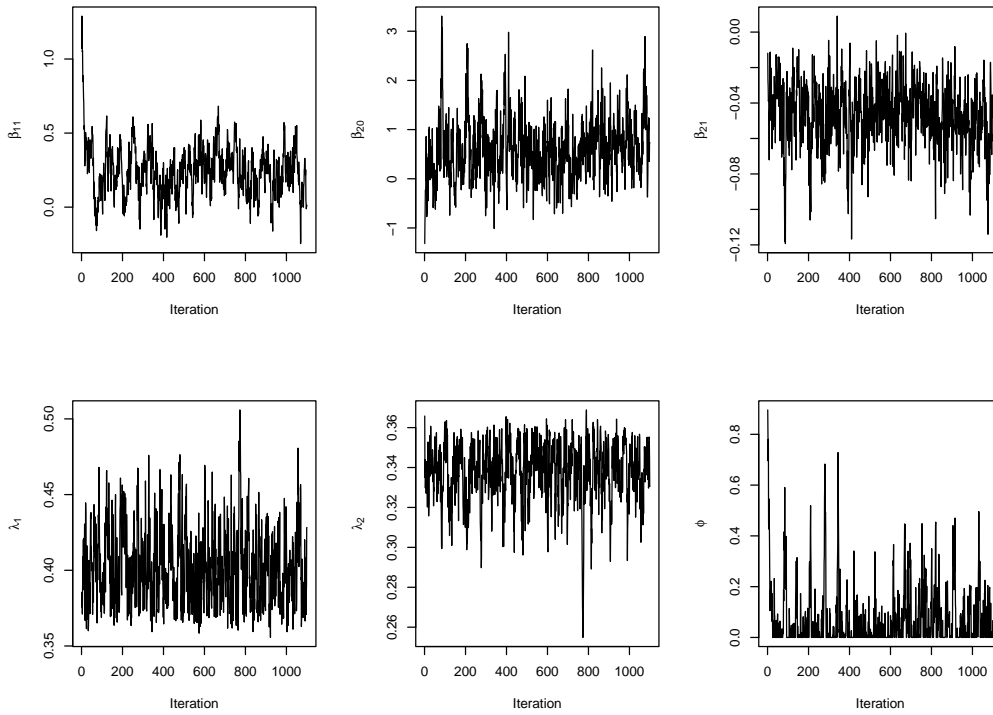 β₁₁
0.0 0.5 1.0
0 200 400 600 800 1000
Iteration
β₂₀
−1 0 1 2 3
0 200 400 600 800 1000
Iteration
β₂₁
−0.12 −0.08 −0.04 0.00
0 200 400 600 800 1000
Iteration
λ₁
0.35 0.40 0.45 0.50
0 200 400 600 800 1000
Iteration
λ₂
0.26 0.28 0.30 0.32 0.34 0.36
0 200 400 600 800 1000
Iteration
ϕ
0.0 0.2 0.4 0.6 0.8
0 200 400 600 800 1000
Iteration